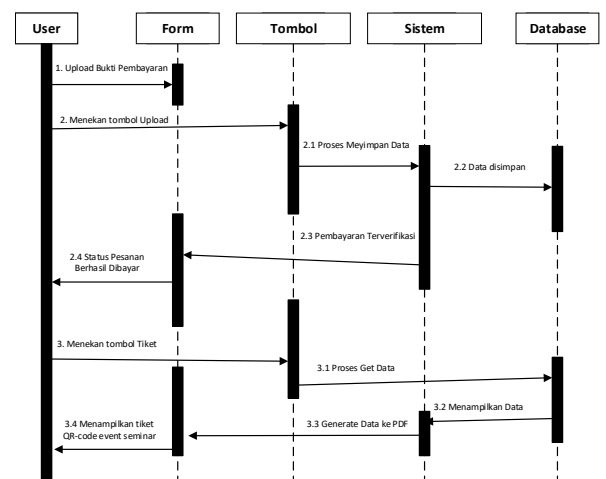 User
Form
Tombol
Sistem
Database
1. Upload Bukti Pembayaran
2. Menekan tombol Upload
2.1 Proses Meyimpan Data
2.2 Data disimpan
2.3 Pembayaran Terverifikasi
2.4 Status Pesanan
Berhasil Dibayar
3. Menekan tombol Tiket
3.1 Proses Get Data
3.2 Menampilkan Data
3.3 Generate Data ke PDF
3.4 Menampilkan tiket
QR-code event seminar